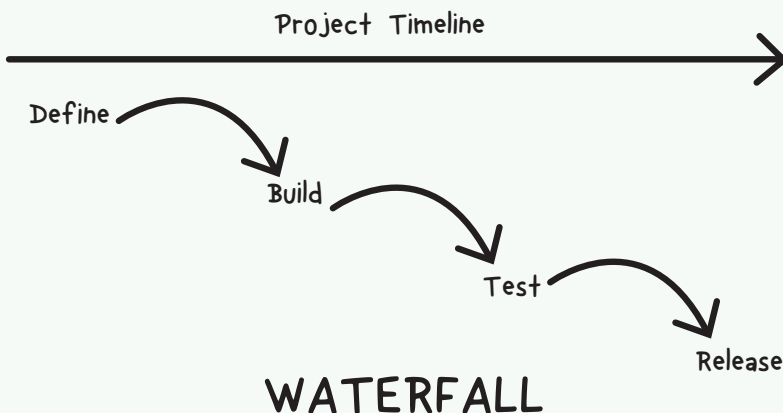 Project Timeline
Define
Build
Test
Release
WATERFALL